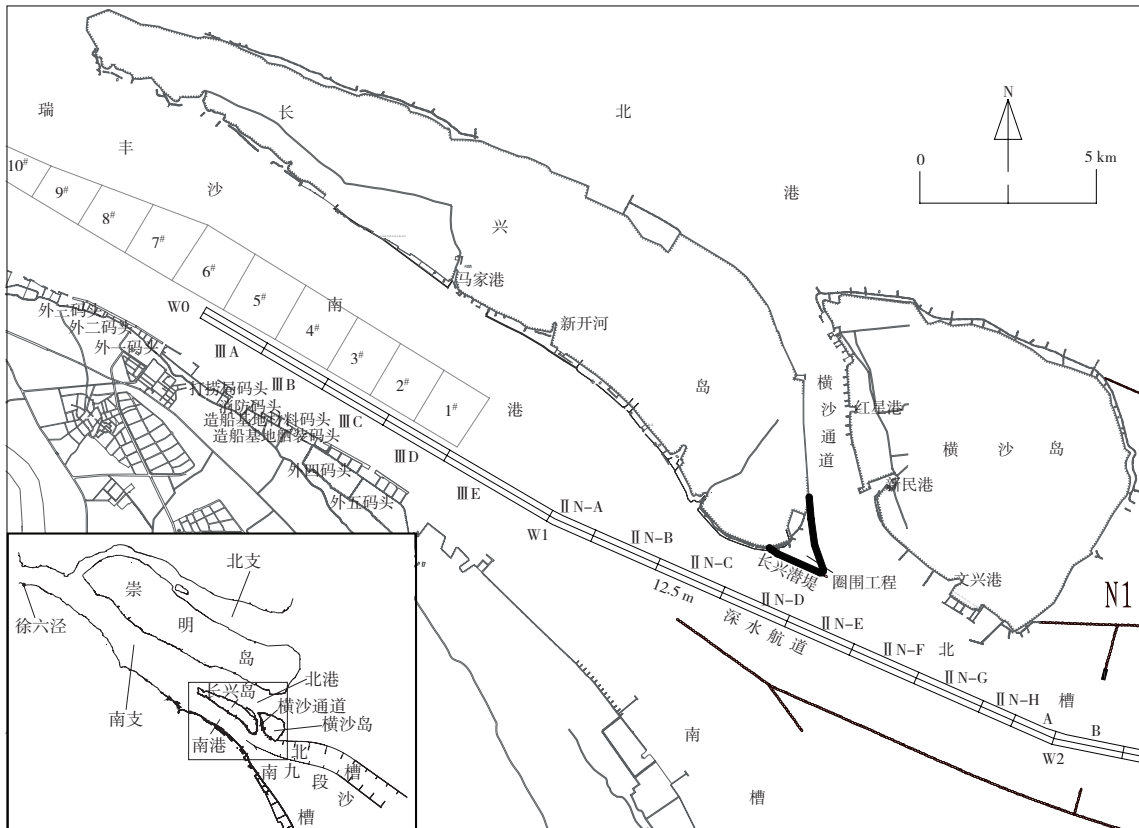 长
兴
岛
北
港
瑞
丰
沙
N
0
5 km
10#
9#
8#
7#
6#
5#
4#
3#
2#
1#
南
港
马家港
新开河
横
沙
通
道
红星港
横沙岛
新民港
文兴港
外三码头
外二码头
外一码头
打捞局码头
消防码头
造船基地材料码头
造船基地舾装码头
外四码头
外五码头
W0
ⅢA
ⅢB
ⅢC
ⅢD
ⅢE
W1
ⅡN-A
ⅡN-B
ⅡN-C
ⅡN-D
ⅡN-E
ⅡN-F
ⅡN-G
ⅡN-H
A
B
W2
12.5 m
深水航道
长兴潜堤
圈围工程
N1
北
槽
南
槽
崇
明
岛
北支
徐六泾
南支
长兴岛
北港
横沙通道
横沙岛
南港
北
槽
南
槽
九
段
沙